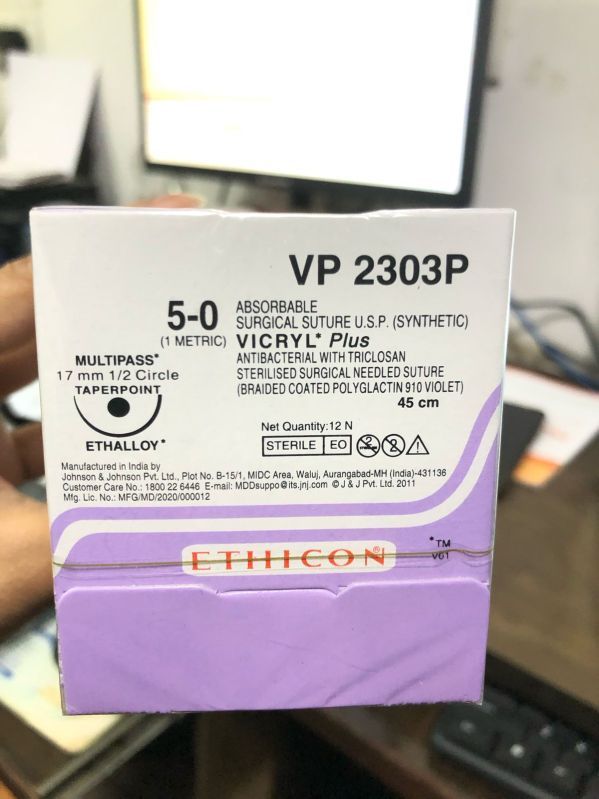 VP 2303P
5-0
(1 METRIC)
ABSORBABLE
SURGICAL SUTURE U.S.P. (SYNTHETIC)
VICRYL* Plus
ANTIBACTERIAL WITH TRICLOSAN
STERILISED SURGICAL NEEDLED SUTURE
(BRAIDED COATED POLYGLACTIN 910 VIOLET)
45 cm
MULTIPASS*
17 mm 1/2 Circle
TAPERPOINT
ETHALLOY*
Net Quantity:12 N
STERILE EO
Manufactured in India by
Johnson & Johnson Pvt. Ltd., Plot No. B-15/1, MIDC Area, Waluj, Aurangabad-MH (India)-431136
Customer Care No.: 1800 22 6446 E-mail: MDDsuppo@its.jnj.com © J & J Pvt. Ltd. 2011
Mfg. Lic. No.: MFG/MD/2020/000012
ETHICON®
*TM
V01